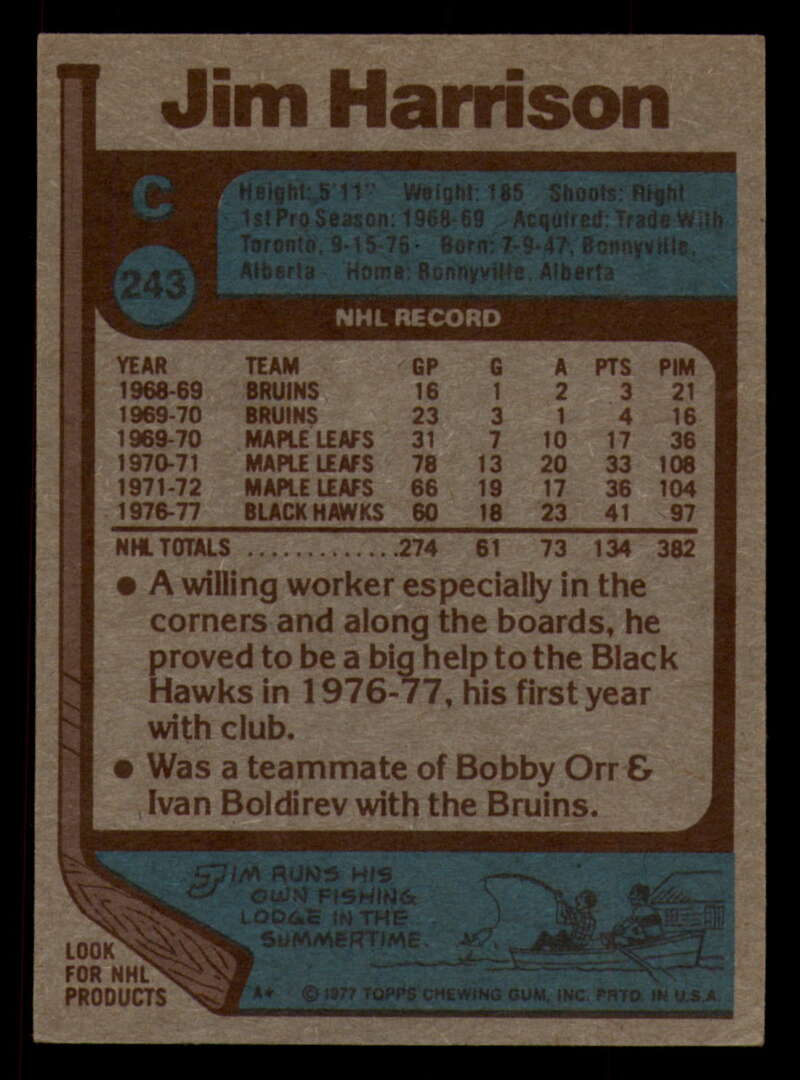 Jim Harrison
C
Height: 5'11" Weight: 185 Shoots: Right
1st Pro Season: 1968-69 Acquired: Trade With
Toronto, 9-15-76. Born: 7-9-47, Bonnyville,
Alberta Home: Bonnyville, Alberta
243
NHL RECORD
YEAR TEAM GP G A PTS PIM
1968-69 BRUINS 16 1 2 3 21
1969-70 BRUINS 23 3 1 4 16
1969-70 MAPLE LEAFS 31 7 10 17 36
1970-71 MAPLE LEAFS 78 13 20 33 108
1971-72 MAPLE LEAFS 66 19 17 36 104
1976-77 BLACK HAWKS 60 18 23 41 97
NHL TOTALS ..............274 61 73 134 382
● A willing worker especially in the
corners and along the boards, he
proved to be a big help to the Black
Hawks in 1976-77, his first year
with club.
● Was a teammate of Bobby Orr &
Ivan Boldirev with the Bruins.
JIM RUNS HIS
OWN FISHING
LODGE IN THE
SUMMERTIME.
LOOK
FOR NHL
PRODUCTS
A* © 1977 TOPPS CHEWING GUM, INC. PRTD. IN U.S.A.